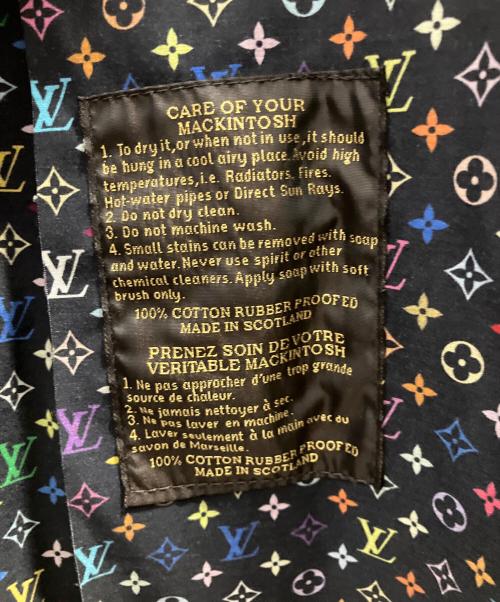 CARE OF YOUR
MACKINTOSH
1. To dry it,or when not in use,it should
be hung in a cool airy place. Avoid high
temperatures,i.e. Radiators. Fires.
Hot-water pipes or Direct Sun Rays.
2. Do not dry clean.
3. Do not machine wash.
4. Small stains can be removed with soap
and water. Never use spirit or other
chemical cleaners. Apply soap with soft
brush only.
100% COTTON RUBBER PROOFED
MADE IN SCOTLAND
PRENEZ SOIN DE VOTRE
VERITABLE MACKINTOSH
1. Ne pas approcher d'une trop grande
source de chaleur.
2. Ne jamais nettoyer à sec.
3. Ne pas laver en machine.
4. Laver seulement à la main avec du
savon de Marseille.
100% COTTON RUBBER PROOFED
MADE IN SCOTLAND